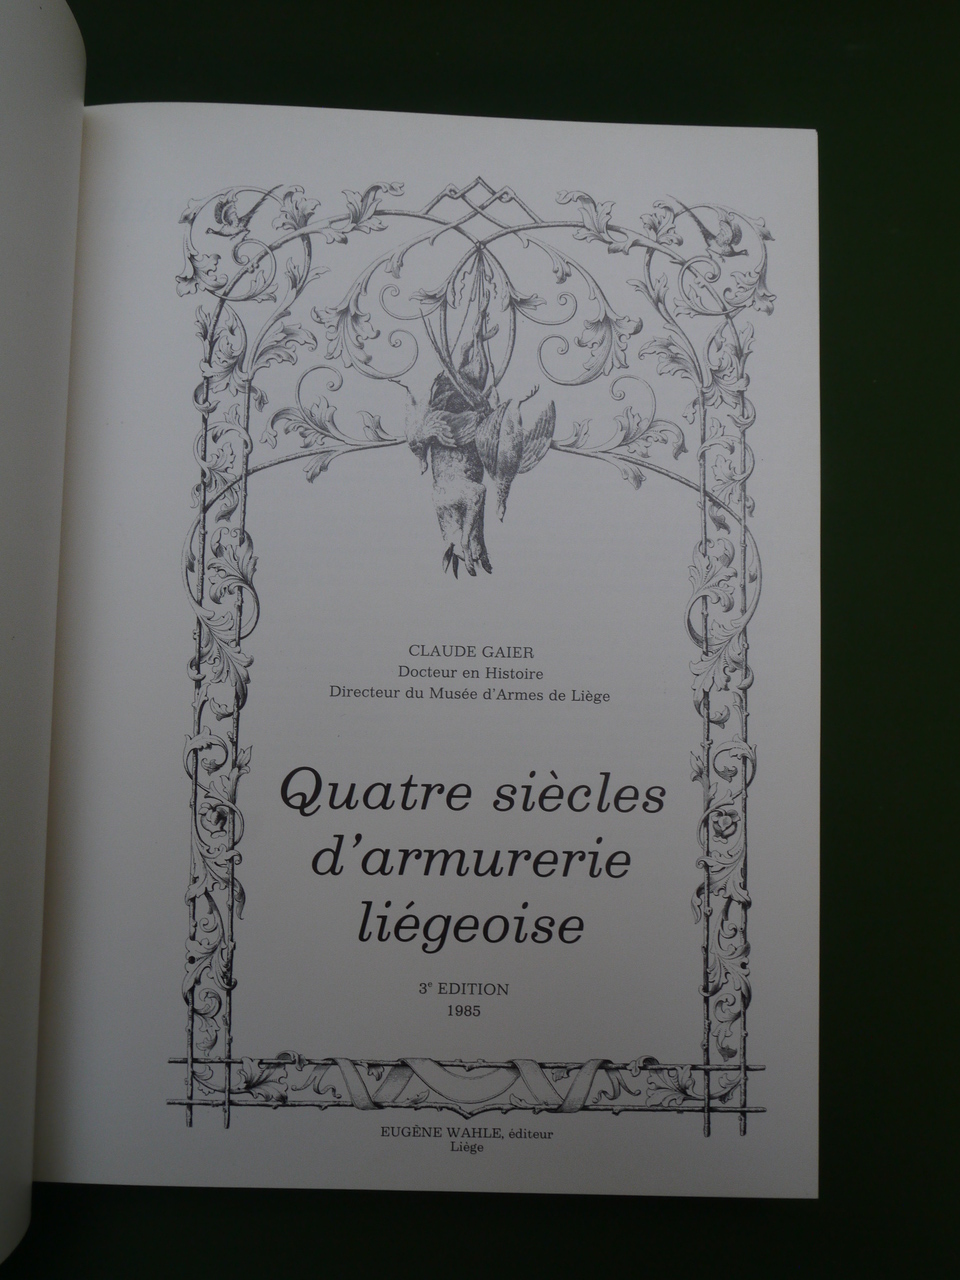 CLAUDE GAIER
Docteur en Histoire
Directeur du Musée d'Armes de Liège
Quatre siècles
d'armurerie
liégeoise
3e EDITION
1985
EUGÈNE WAHLE, éditeur
Liège